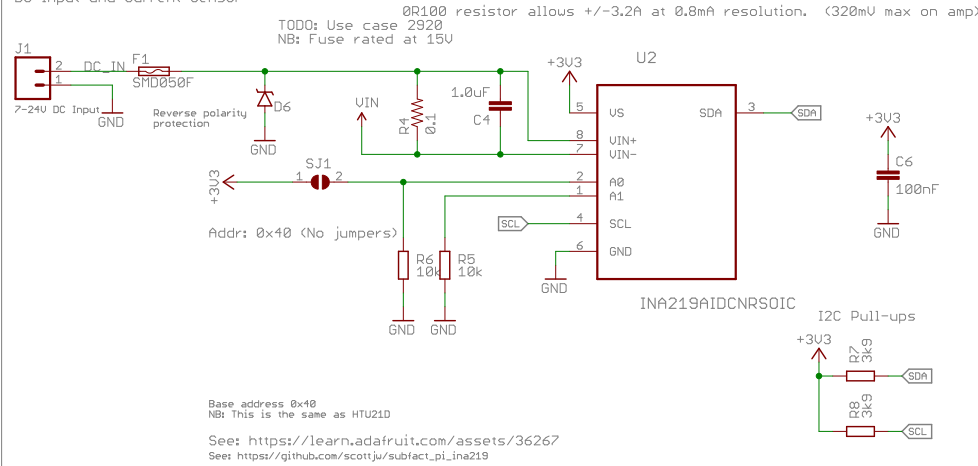 DC Input and Current Sensor
0R100 resistor allows +/-3.2A at 0.8mA resolution. (320mV max on amp)
TODO: Use case 2920
NB: Fuse rated at 15V
J1
2
1
DC_IN
F1
SMD050F
7-24V DC Input
GND
Reverse polarity
protection
D6
GND
VIN
R4
0.1
1.0uF
C4
+3V3
U2
5
VS
8
VIN+
7
VIN-
2
A0
1
A1
4
SCL
6
GND
SDA
3
SDA
+3V3
C6
100nF
GND
+3V3
SJ1
1
2
SCL
Addr: 0x40 (No jumpers)
R6
10k
R5
10k
GND
GND
GND
INA219AIDCNRSOIC
I2C Pull-ups
+3V3
R7
3k9
SDA
R8
3k9
SCL
Base address 0x40
NB: This is the same as HTU21D
See: https://learn.adafruit.com/assets/36267
See: https://github.com/scottjw/subfact_pi_ina219